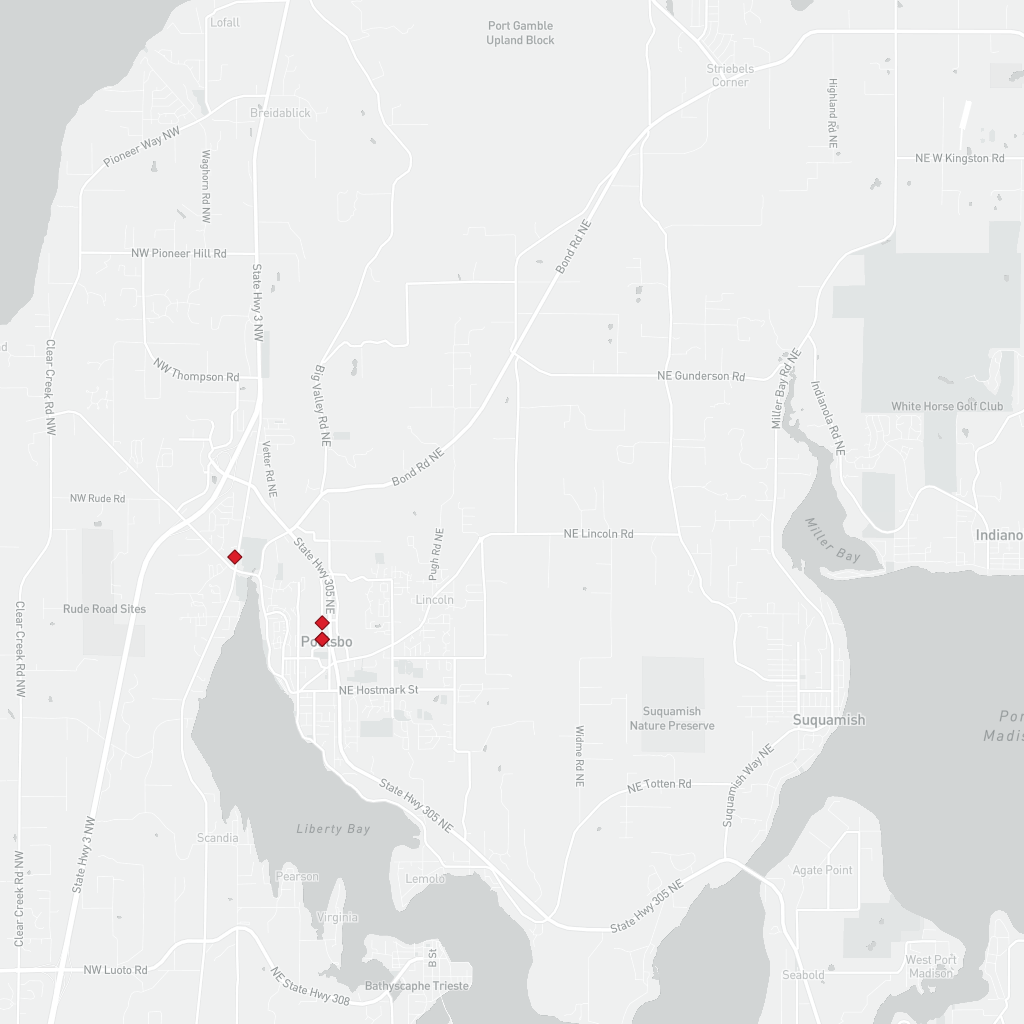 Lofall
Port Gamble
Upland Block
Striebels
Corner
Breidablick
Highland Rd NE
Pioneer Way NW
Waghorn Rd NW
NE W Kingston Rd
NW Pioneer Hill Rd
Bond Rd NE
State Hwy 3 NW
Clear Creek Rd NW
NW Thompson Rd
Big Valley Rd NE
NE Gunderson Rd
Miller Bay Rd NE
Indianola Rd NE
White Horse Golf Club
Vetter Rd NE
Bond Rd NE
NW Rude Rd
State Hwy 305 NE
Pugh Rd NE
NE Lincoln Rd
Miller Bay
Indiano
Rude Road Sites
Lincoln
Clear Creek Rd NW
Poulsbo
NE Hostmark St
Suquamish
Nature Preserve
Suquamish
Por
Madis
Widme Rd NE
NE Totten Rd
Suquamish Way NE
State Hwy 305 NE
Liberty Bay
Scandia
State Hwy 3 NW
Pearson
Lemolo
Agate Point
Clear Creek Rd NW
Virginia
State Hwy 305 NE
NW Luoto Rd
NE State Hwy 308
B St
Bathyscaphe Trieste
Seabold
West Port
Madison